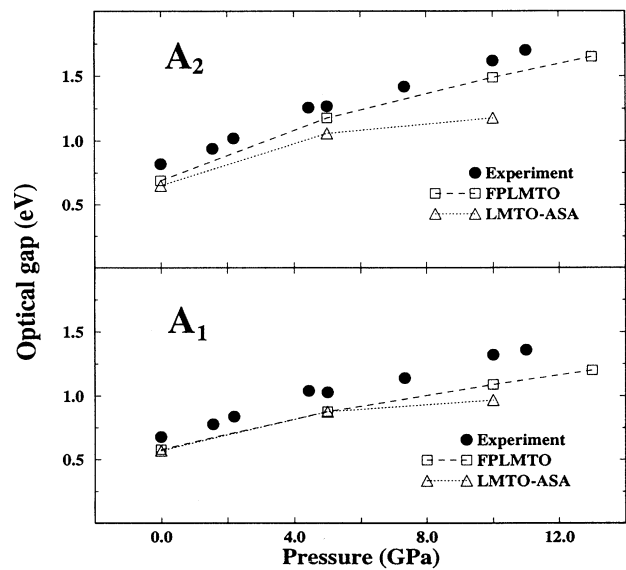 A2
1.5
1.0
0.5
Experiment
FPLMTO
LMTO-ASA
Optical gap (eV)
A1
1.5
1.0
0.5
Experiment
FPLMTO
LMTO-ASA
0.0 4.0 8.0 12.0
Pressure (GPa)